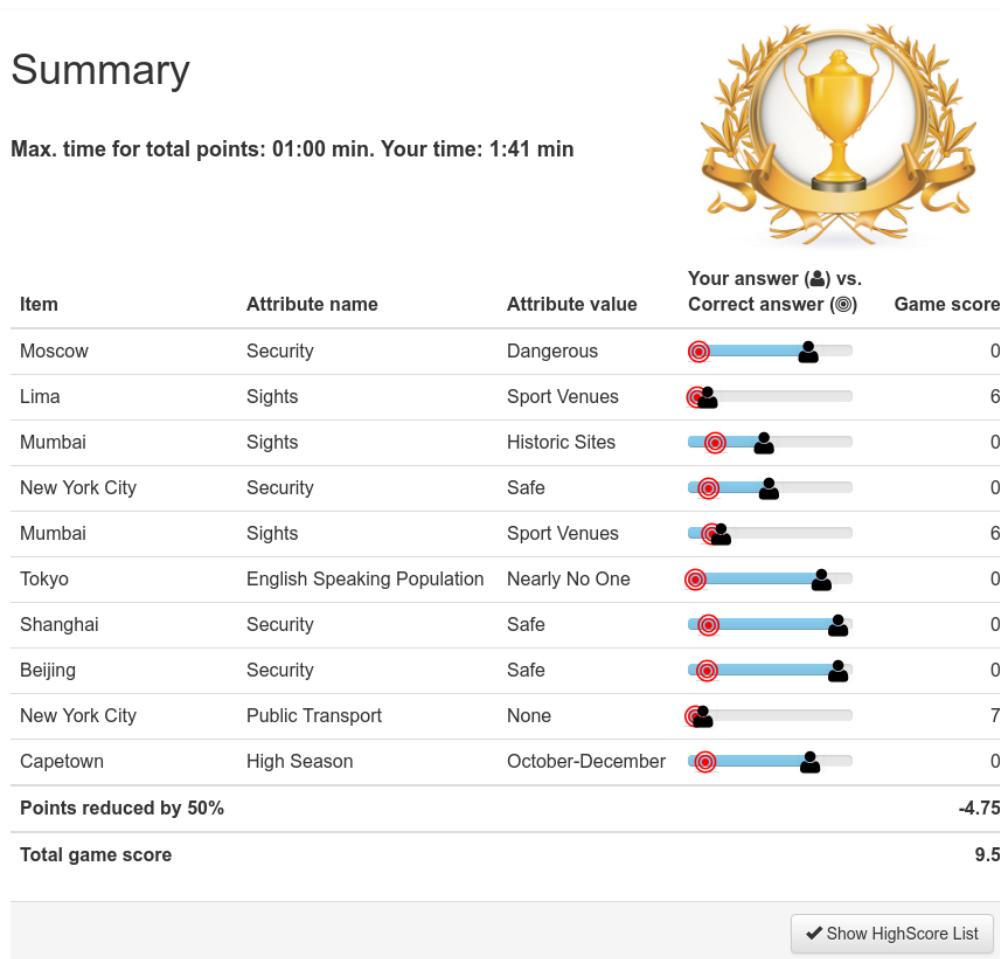 Summary
Max. time for total points: 01:00 min. Your time: 1:41 min
Your answer () vs.
Item Attribute name Attribute value Correct answer () Game score
Moscow Security Dangerous 0
Lima Sights Sport Venues 6
Mumbai Sights Historic Sites 0
New York City Security Safe 0
Mumbai Sights Sport Venues 6
Tokyo English Speaking Population Nearly No One 0
Shanghai Security Safe 0
Beijing Security Safe 0
New York City Public Transport None 7
Capetown High Season October-December 0
Points reduced by 50% -4.75
Total game score 9.5
Show HighScore List